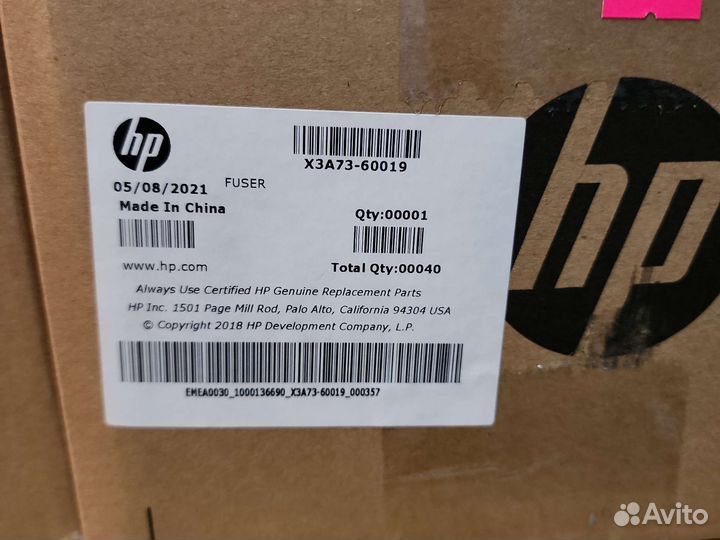 hp
X3A73-60019
05/08/2021 FUSER
Made In China
Qty:00001
www.hp.com
Total Qty:00040
Always Use Certified HP Genuine Replacement Parts
HP Inc. 1501 Page Mill Rod, Palo Alto, California 94304 USA
© Copyright 2018 HP Development Company, L.P.
EMEA0030_1000136690_X3A73-60019_000357
hp
Avito